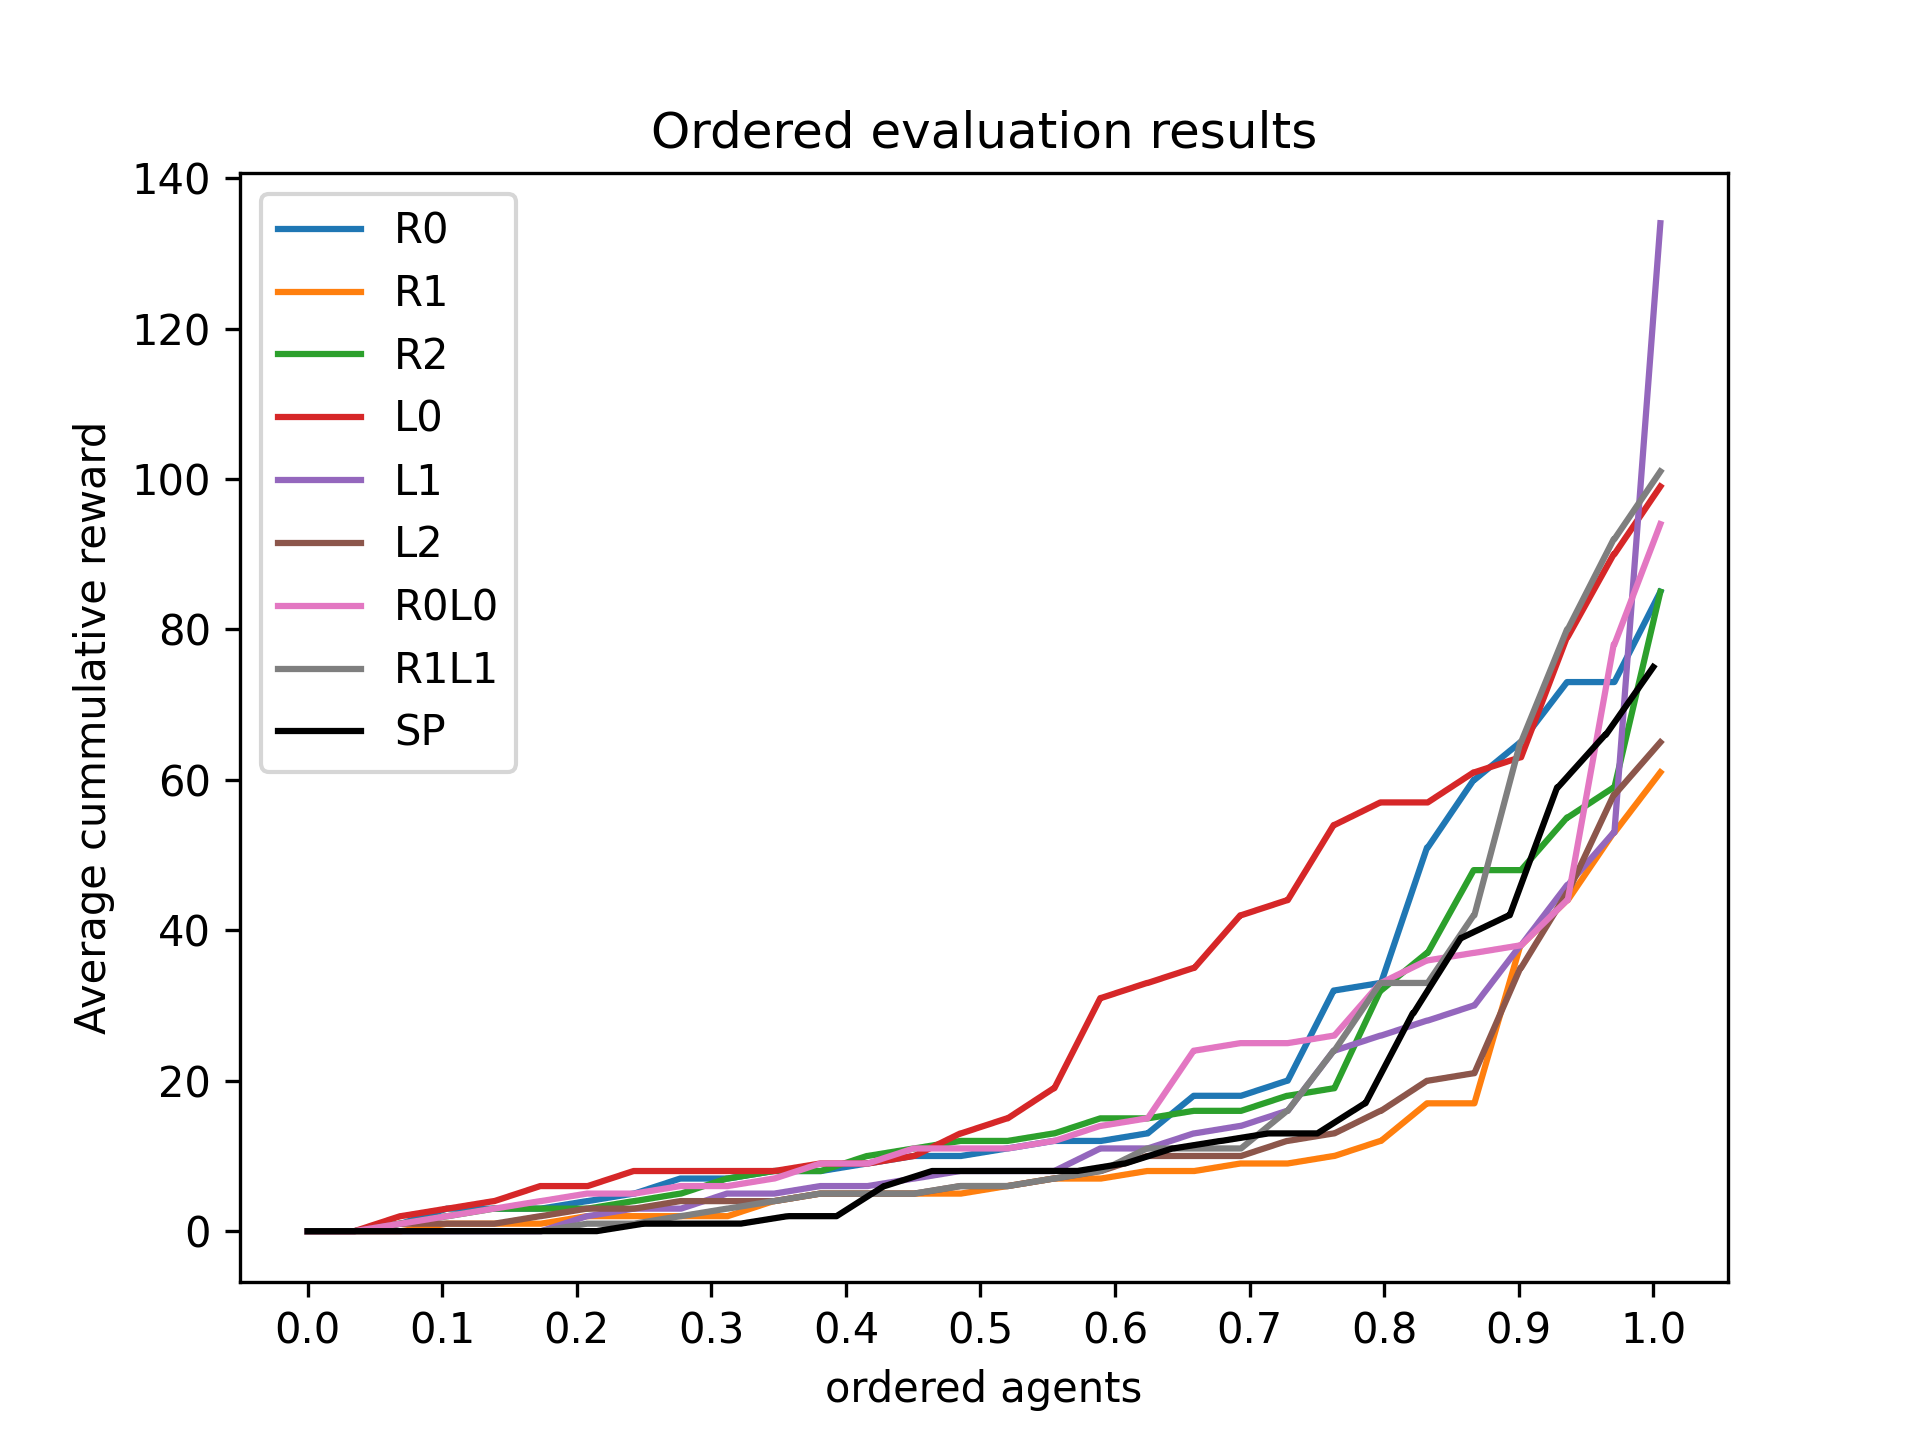 Ordered evaluation results
140
120
100
80
60
40
20
0
Average cummulative reward
R0
R1
R2
L0
L1
L2
R0L0
R1L1
SP
0.0 0.1 0.2 0.3 0.4 0.5 0.6 0.7 0.8 0.9 1.0
ordered agents